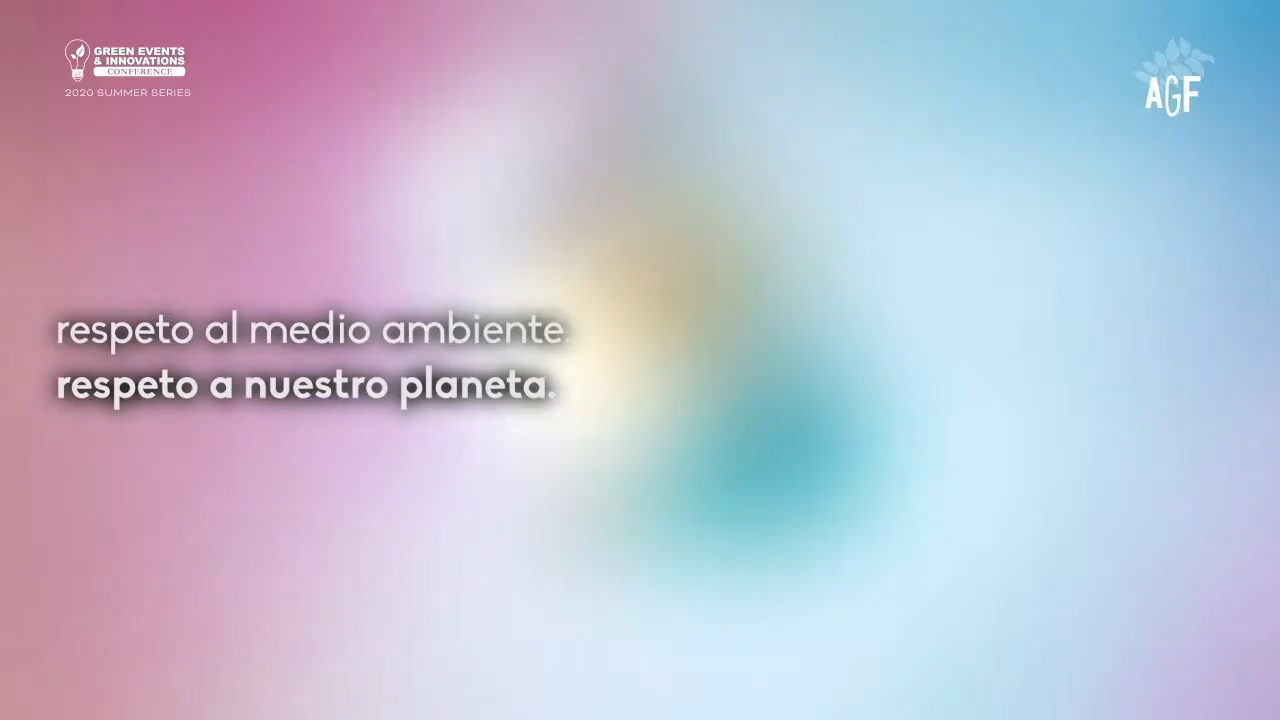 GREEN EVENTS
& INNOVATIONS
CONFERENCE
2020 SUMMER SERIES
AGF
respeto al medio ambiente.
respeto a nuestro planeta.